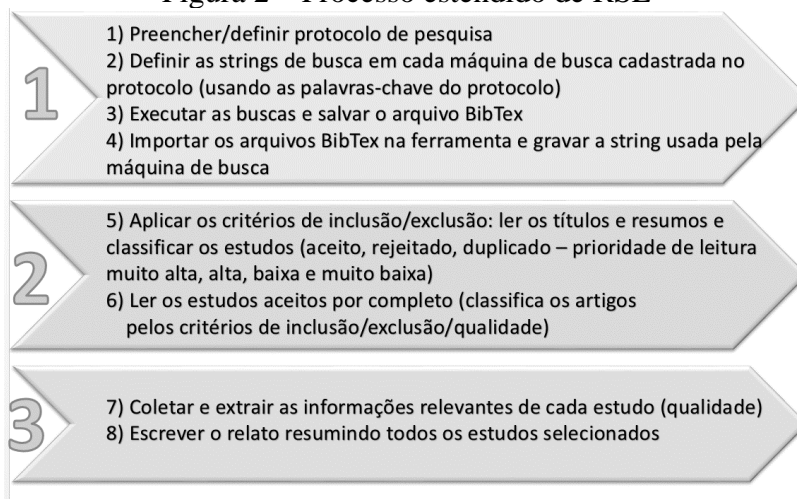 Figura 2 – Processo estendido de RSL
1
1) Preencher/definir protocolo de pesquisa
2) Definir as strings de busca em cada máquina de busca cadastrada no
protocolo (usando as palavras-chave do protocolo)
3) Executar as buscas e salvar o arquivo BibTex
4) Importar os arquivos BibTex na ferramenta e gravar a string usada pela
máquina de busca
2
5) Aplicar os critérios de inclusão/exclusão: ler os títulos e resumos e
classificar os estudos (aceito, rejeitado, duplicado – prioridade de leitura
muito alta, alta, baixa e muito baixa)
6) Ler os estudos aceitos por completo (classifica os artigos
pelos critérios de inclusão/exclusão/qualidade)
3
7) Coletar e extrair as informações relevantes de cada estudo (qualidade)
8) Escrever o relato resumindo todos os estudos selecionados